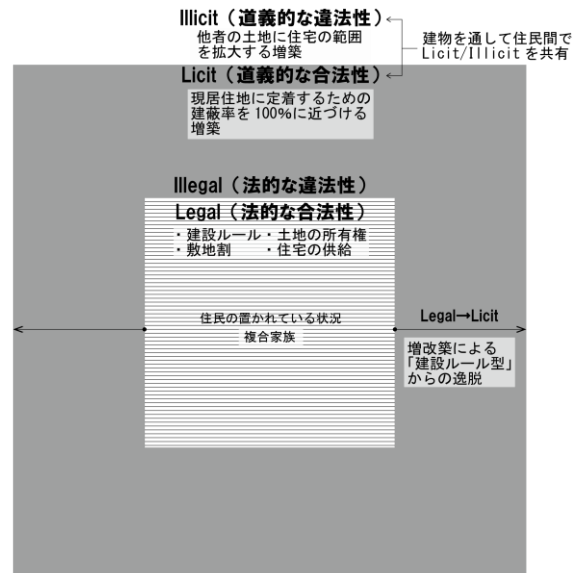 Illicit（道義的な違法性）
他者の土地に住宅の範囲
を拡大する増築
建物を通して住民間で
Licit/Illicitを共有
Licit（道義的な合法性）
現居住地に定着するための
建蔽率を100%に近づける
増築
Illegal（法的な違法性）
Legal（法的な合法性）
・建設ルール・土地の所有権
・敷地割　　・住宅の供給
住民の置かれている状況
複合家族
Legal→Licit
増改築による
「建設ルール型」
からの逸脱